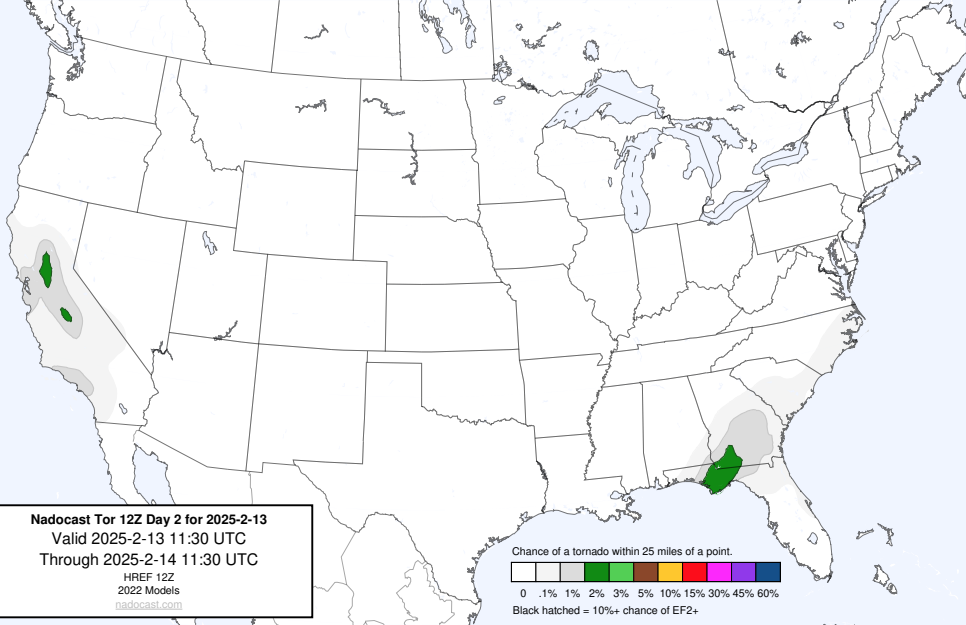 Nadocast Tor 12Z Day 2 for 2025-2-13
Valid 2025-2-13 11:30 UTC
Through 2025-2-14 11:30 UTC
HREF 12Z
2022 Models
nadocast.com
Chance of a tornado within 25 miles of a point.
0 .1% 1% 2% 3% 5% 10% 15% 30% 45% 60%
Black hatched = 10%+ chance of EF2+